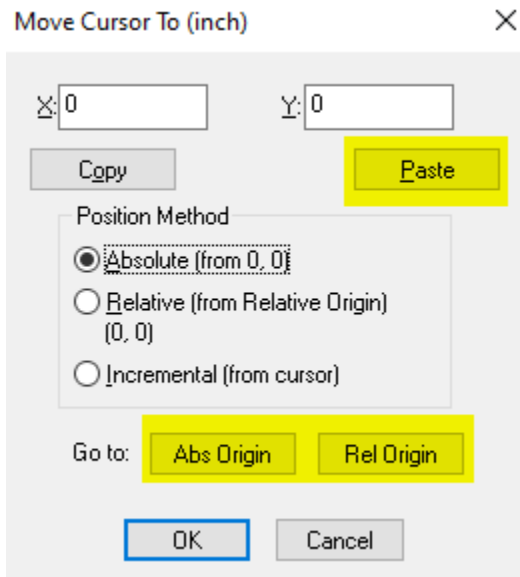 Move Cursor To (inch)
X: 0 Y: 0
Copy Paste
Position Method
Absolute (from 0, 0)
Relative (from Relative Origin)
(0, 0)
Incremental (from cursor)
Go to: Abs Origin Rel Origin
OK Cancel